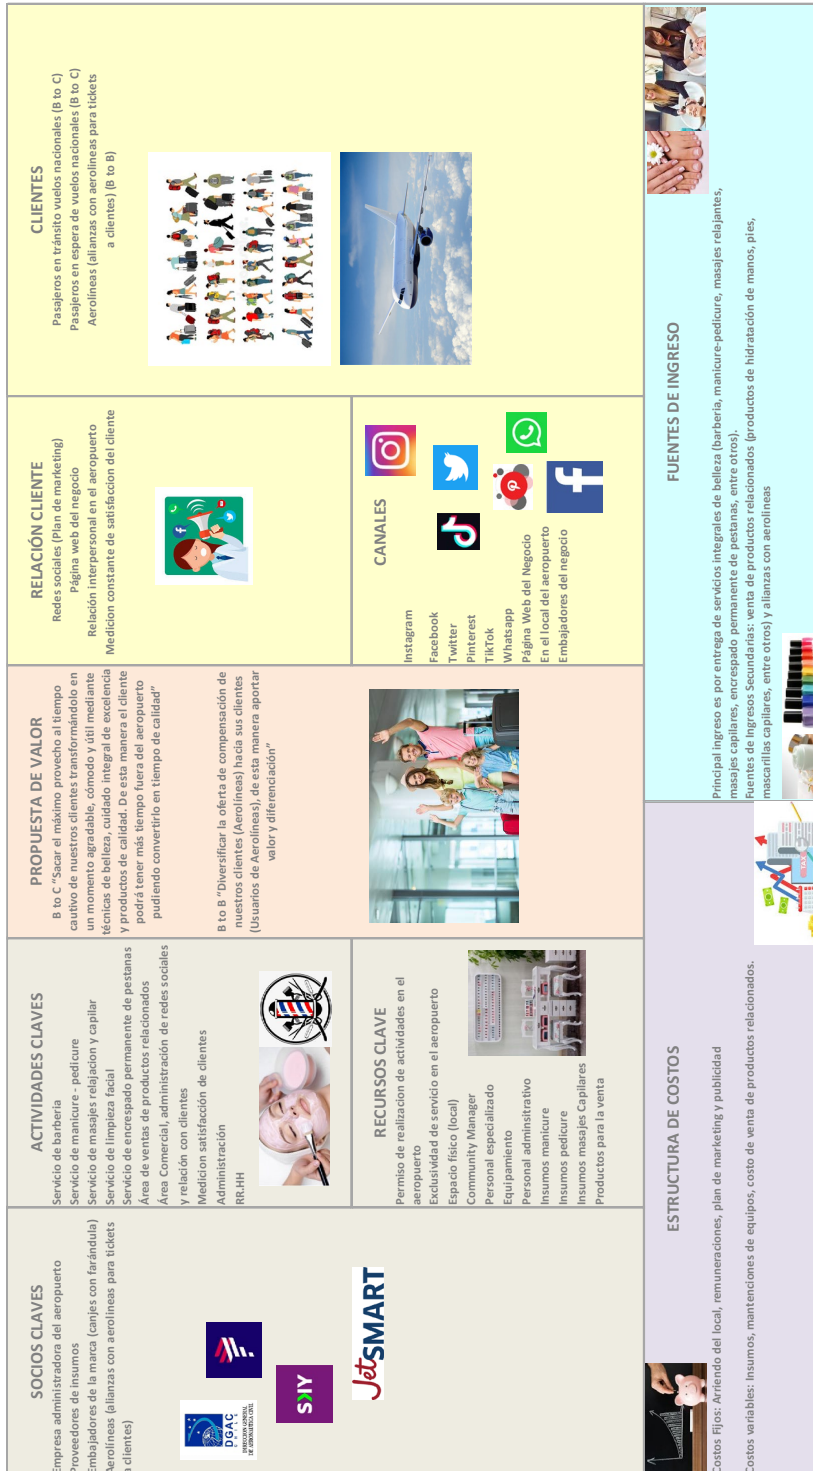 SOCIOS CLAVES
Empresa administradora del aeropuerto
Proveedores de insumos
Embajadores de la marca (canjes con farándula)
Aerolíneas (alianzas con aerolineas para tickets
a clientes)
DGAC
CHILE
DIRECCION GENERAL
DE AERONAUTICA CIVIL
SKY
JetSMART
ACTIVIDADES CLAVES
Servicio de barberia
Servicio de manicure - pedicure
Servicio de masajes relajacion y capilar
Servicio de limpieza facial
Servicio de encrespado permanente de pestanas
Área de ventas de productos relacionados
Área Comercial, administración de redes sociales
y relación con clientes
Medicion satisfacción de clientes
Administración
RR.HH
RECURSOS CLAVE
Permiso de realizacion de actividades en el
aeropuerto
Exclusividad de servicio en el aeropuerto
Espacio físico (local)
Community Manager
Personal especializado
Equipamiento
Personal adminsitrativo
Insumos manicure
Insumos pedicure
Insumos masajes Capilares
Productos para la venta
PROPUESTA DE VALOR
B to C "Sacar el máximo provecho al tiempo
cautivo de nuestros clientes transformándolo en
un momento agradable, cómodo y útil mediante
técnicas de belleza, cuidado integral de excelencia
y productos de calidad. De esta manera el cliente
podrá tener más tiempo fuera del aeropuerto
pudiendo convertirlo en tiempo de calidad"
B to B "Diversificar la oferta de compensación de
nuestros clientes (Aerolíneas) hacia sus clientes
(Usuarios de Aerolíneas), de esta manera aportar
valor y diferenciación"
RELACIÓN CLIENTE
Redes sociales (Plan de marketing)
Página web del negocio
Relación interpersonal en el aeropuerto
Medicion constante de satisfaccion del cliente
CANALES
Instagram
Facebook
Twitter
Pinterest
TikTok
Whatsapp
Página Web del Negocio
En el local del aeropuerto
Embajadores del negocio
CLIENTES
Pasajeros en tránsito vuelos nacionales (B to C)
Pasajeros en espera de vuelos nacionales (B to C)
Aerolíneas (alianzas con aerolineas para tickets
a clientes) (B to B)
ESTRUCTURA DE COSTOS
Costos Fijos: Arriendo del local, remuneraciones, plan de marketing y publicidad
Costos variables: Insumos, mantenciones de equipos, costo de venta de productos relacionados.
TAX
FUENTES DE INGRESO
Principal ingreso es por entrega de servicios integrales de belleza (barberia, manicure-pedicure, masajes relajantes,
masajes capilares, encrespado permanente de pestanas, entre otros).
Fuentes de Ingresos Secundarias: venta de productos relacionados (productos de hidratación de manos, pies,
mascarillas capilares, entre otros) y alianzas con aerolineas